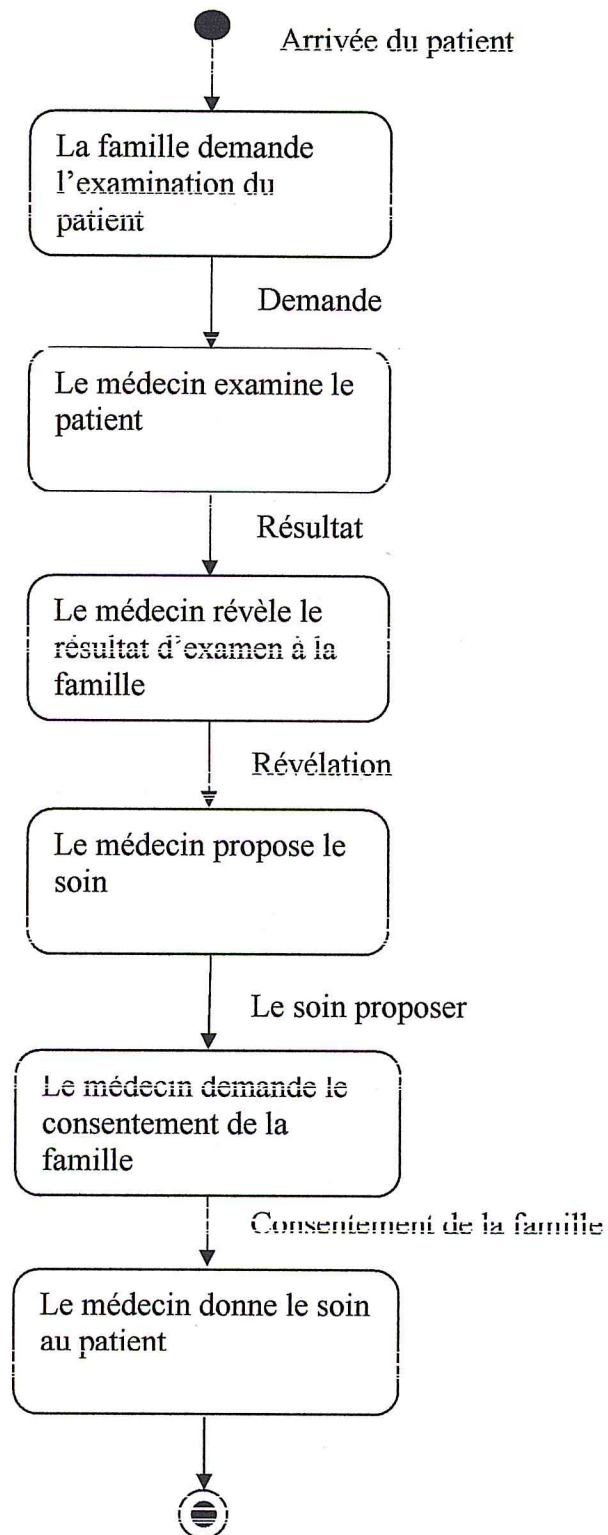 Arrivée du patient
La famille demande
l'examination du
patient
Demande
Le médecin examine le
patient
Résultat
Le médecin révèle le
résultat d'examen à la
famille
Révélation
Le médecin propose le
soin
Le soin proposer
Le médecin demande le
consentement de la
famille
Consentement de la famille
Le médecin donne le soin
au patient